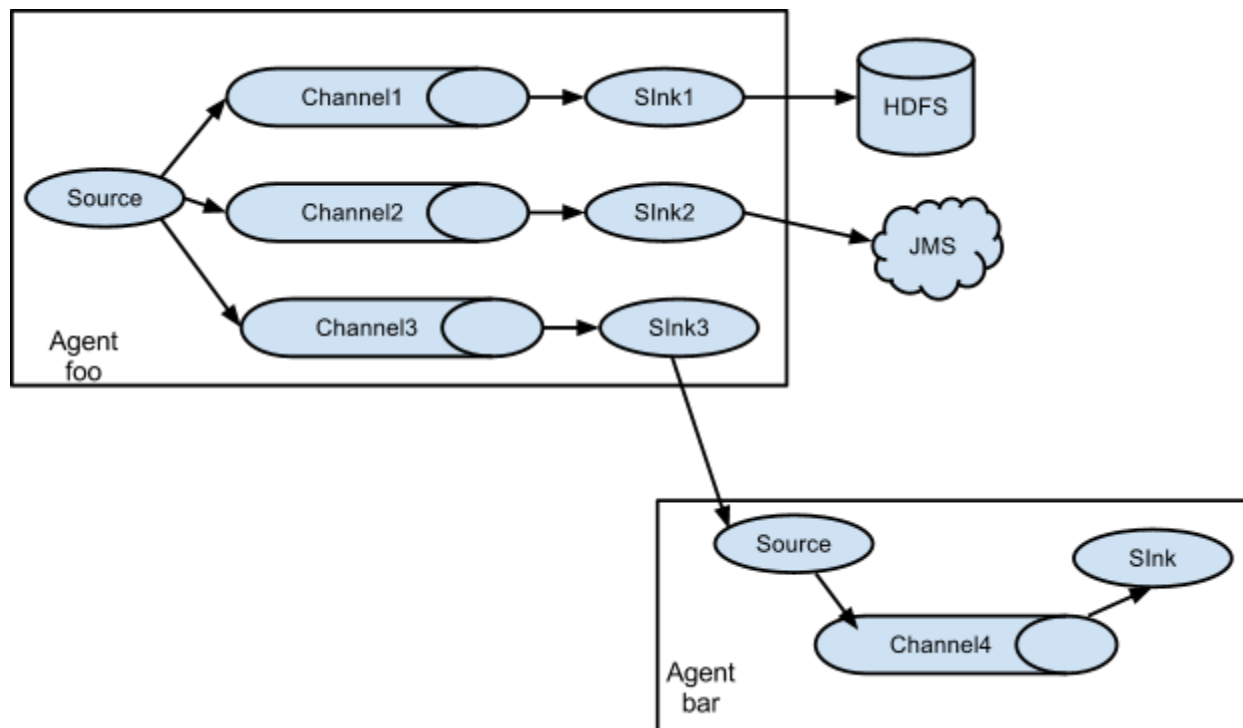 Channel1
SInk1
HDFS
Source
Channel2
SInk2
JMS
Channel3
SInk3
Agent
foo
Source
SInk
Channel4
Agent
bar